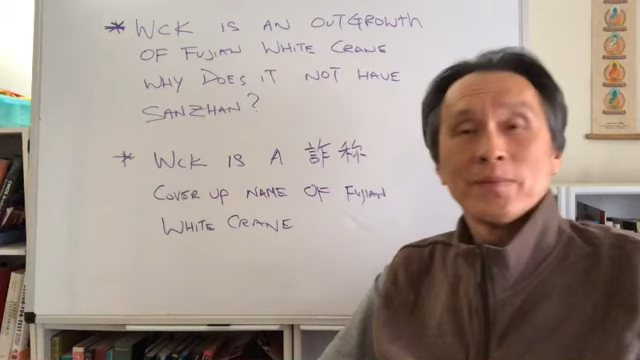 * WCK IS AN OUTGROWTH
OF FUJIAN WHITE CRANE
WHY DOES IT NOT HAVE
SANZHAN?
* WCK IS A 詐称
COVER UP NAME OF FUJIAN
WHITE CRANE